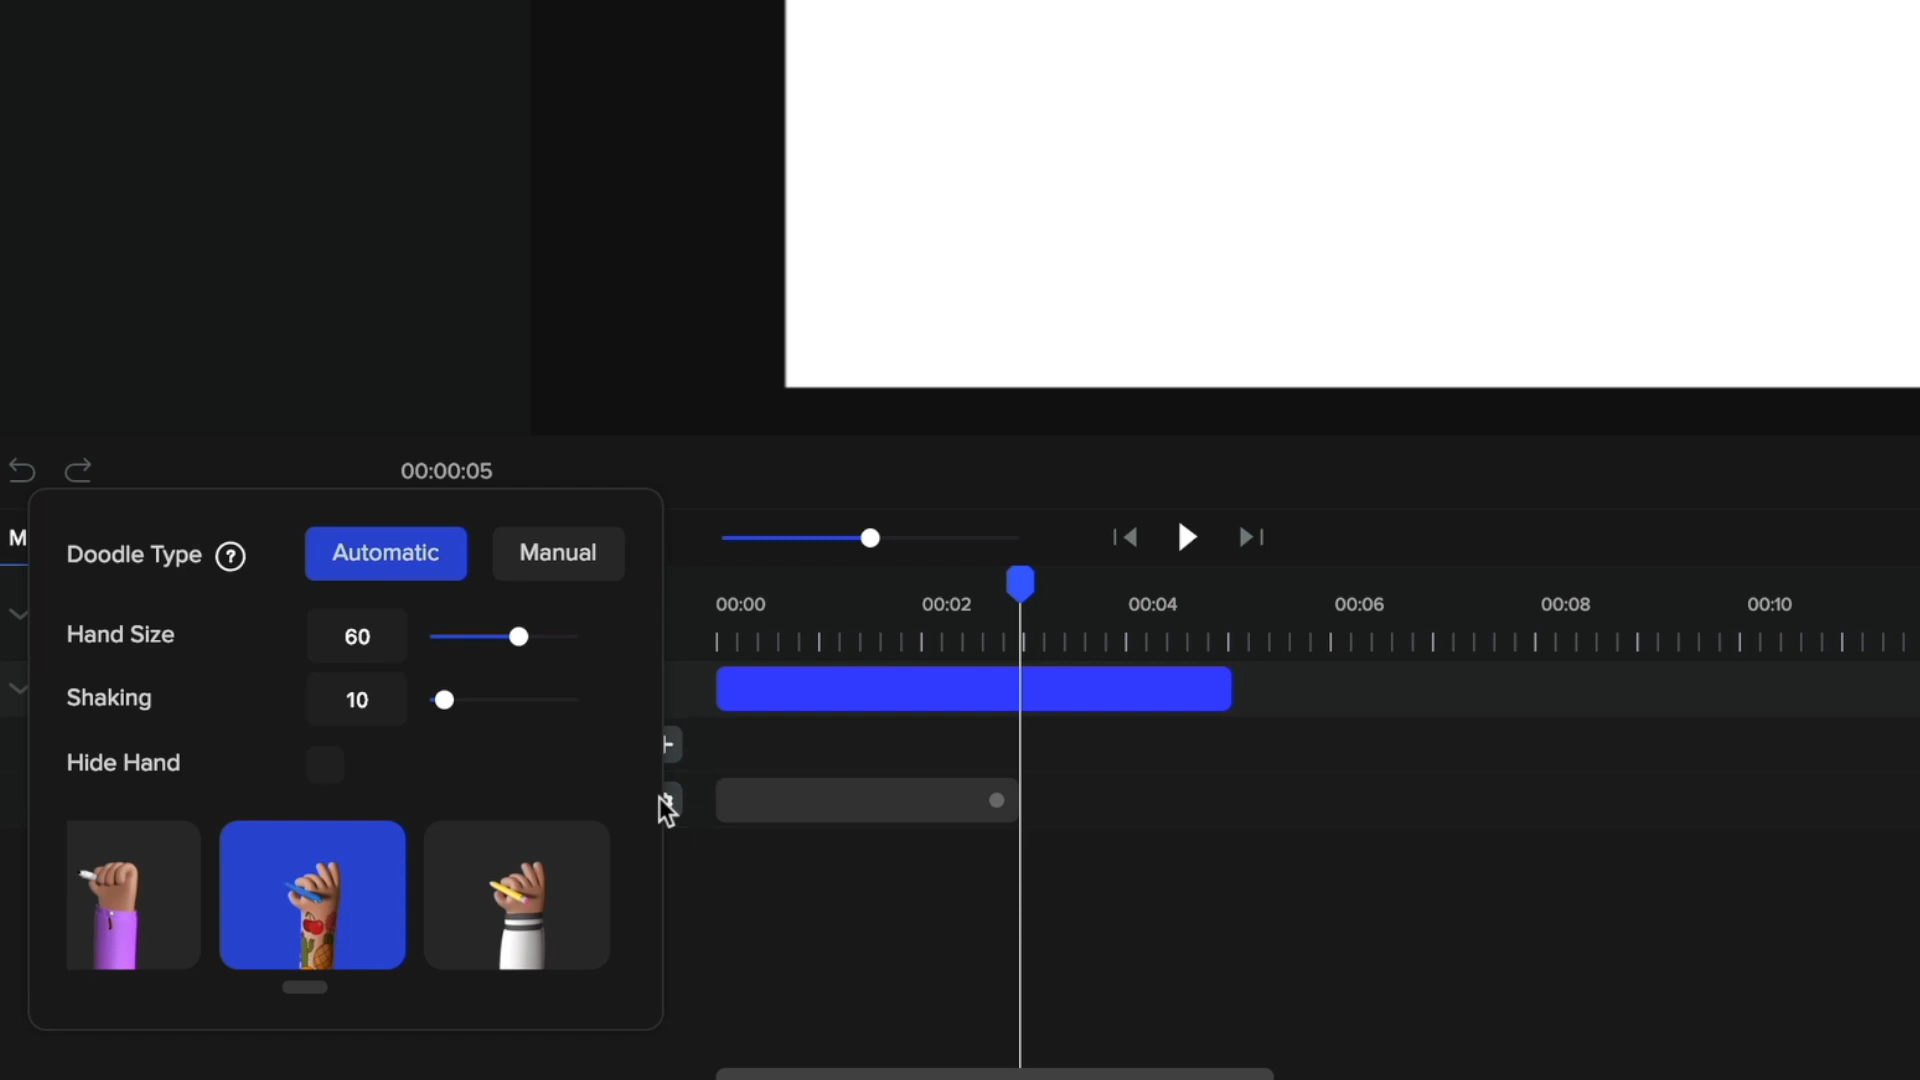 00:00:05
M
Doodle Type ?
Automatic
Manual
Hand Size
60
Shaking
10
Hide Hand
00:00
00:02
00:04
00:06
00:08
00:10